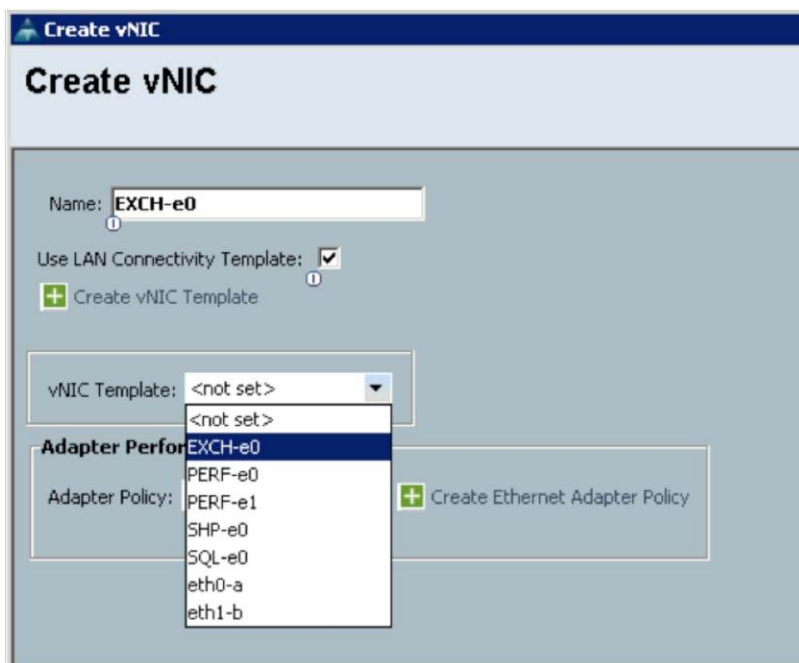 Create vNIC
Create vNIC
Name: EXCH-e0
Use LAN Connectivity Template:
Create vNIC Template
vNIC Template: <not set>
<not set>
EXCH-e0
Adapter Perfor
PERF-e0
Adapter Policy:
PERF-e1
Create Ethernet Adapter Policy
SHP-e0
SQL-e0
eth0-a
eth1-b